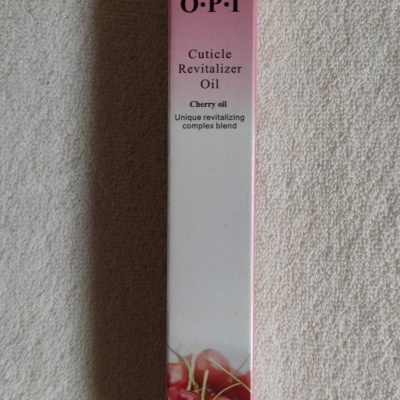 O·P·I
Cuticle
Revitalizer
Oil
Cherry oil
Unique revitalizing
complex blend